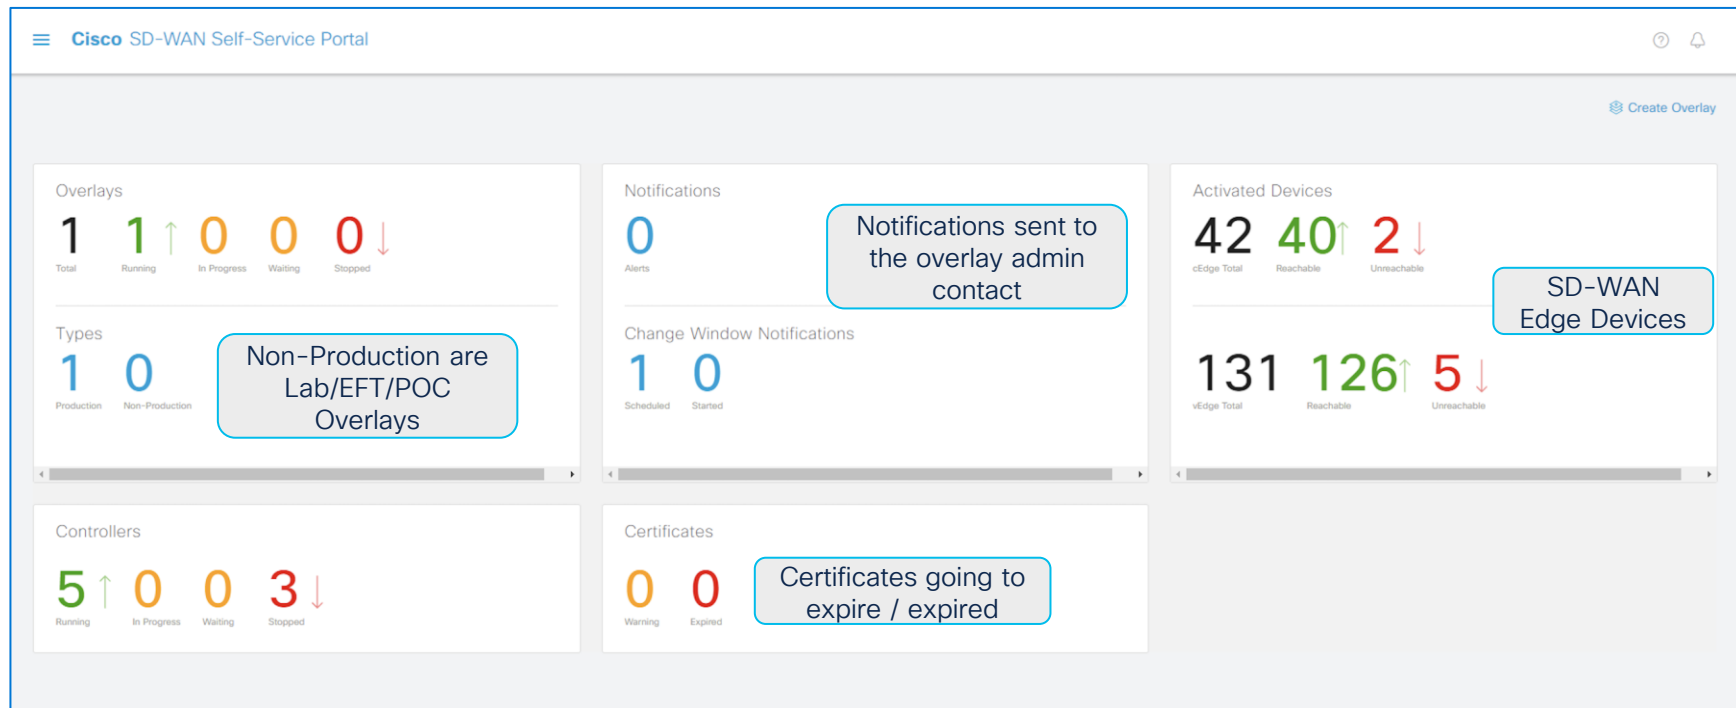 Cisco SD-WAN Self-Service Portal
Create Overlay
Overlays
1 1 0 0 0
Total Running In Progress Waiting Stopped
Types
1 0
Production Non-Production
Non-Production are
Lab/EFT/POC
Overlays
Notifications
0
Alerts
Notifications sent to
the overlay admin
contact
Change Window Notifications
1 0
Scheduled Started
Activated Devices
42 40 2
cEdge Total Reachable Unreachable
SD-WAN
Edge Devices
131 126 5
vEdge Total Reachable Unreachable
Controllers
5 0 0 3
Running In Progress Waiting Stopped
Certificates
0 0
Warning Expired
Certificates going to
expire / expired